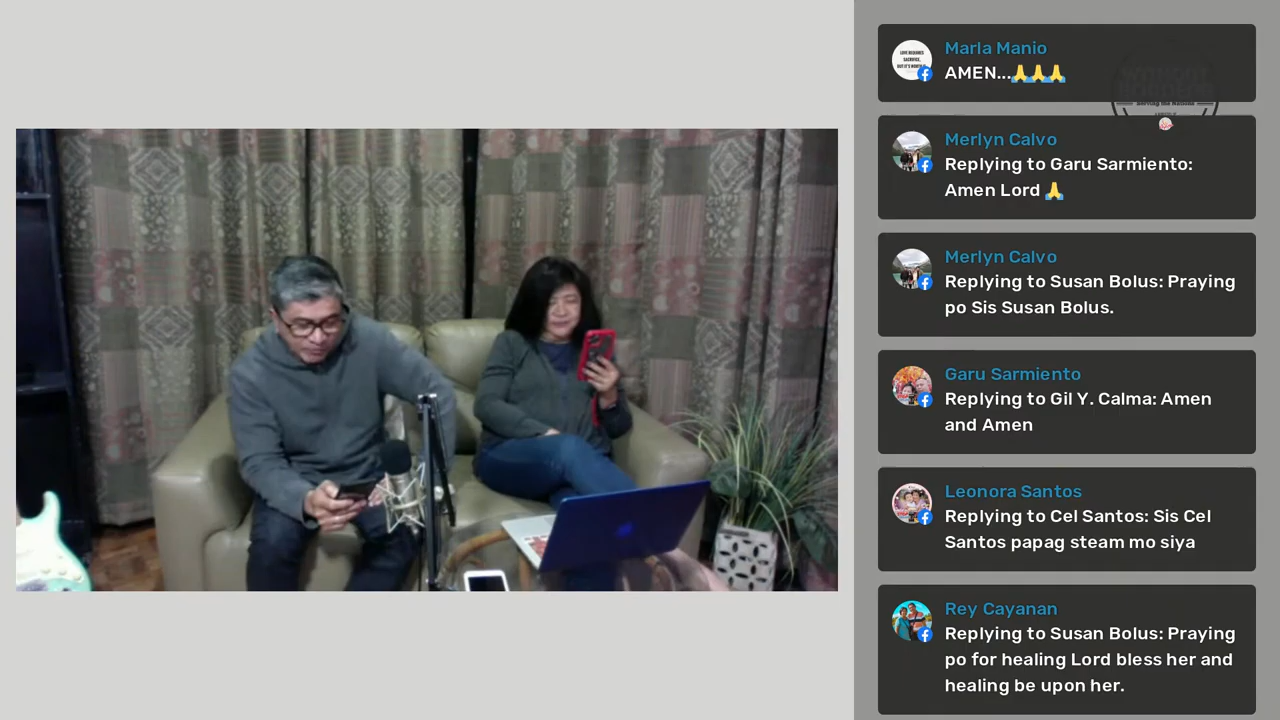 Marla Manio
AMEN...🙏🙏🙏
Serving the Nations
Merlyn Calvo
Replying to Garu Sarmiento:
Amen Lord 🙏
Merlyn Calvo
Replying to Susan Bolus: Praying
po Sis Susan Bolus.
Garu Sarmiento
Replying to Gil Y. Calma: Amen
and Amen
Leonora Santos
Replying to Cel Santos: Sis Cel
Santos papag steam mo siya
Rey Cayanan
Replying to Susan Bolus: Praying
po for healing Lord bless her and
healing be upon her.